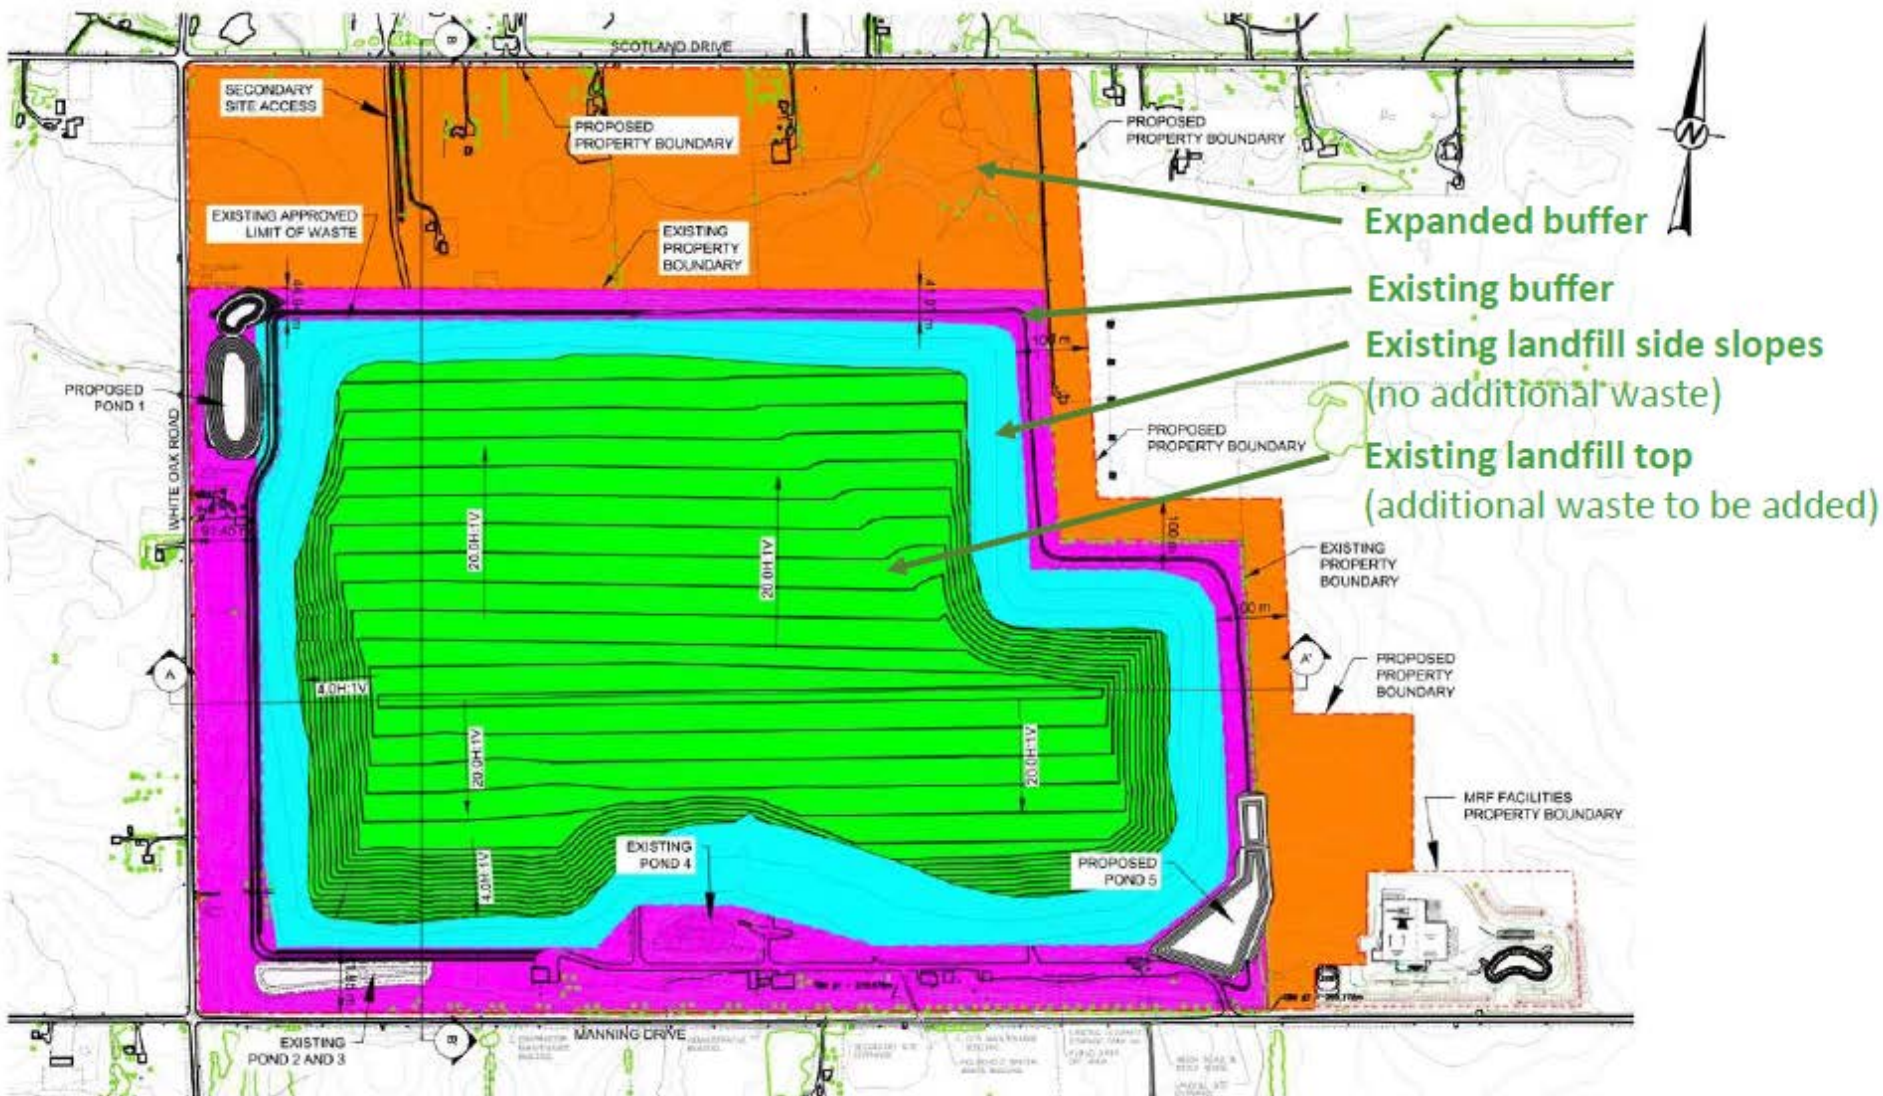 SCOTLAND DRIVE
B
N
SECONDARY
SITE ACCESS
PROPOSED
PROPERTY BOUNDARY
PROPOSED
PROPERTY BOUNDARY
EXISTING APPROVED
LIMIT OF WASTE
EXISTING
PROPERTY
BOUNDARY
Expanded buffer
Existing buffer
Existing landfill side slopes
(no additional waste)
Existing landfill top
(additional waste to be added)
PROPOSED
POND 1
WHITE OAK ROAD
100 m
PROPOSED
PROPERTY BOUNDARY
20.0H:1V
20.0H:1V
100 m
EXISTING
PROPERTY
BOUNDARY
A
4.0H:1V
A'
PROPOSED
PROPERTY
BOUNDARY
20.0H:1V
20.0H:1V
MRF FACILITIES
PROPERTY BOUNDARY
4.0H:1V
EXISTING
POND 4
PROPOSED
POND 5
EXISTING
POND 2 AND 3
B'
MANNING DRIVE